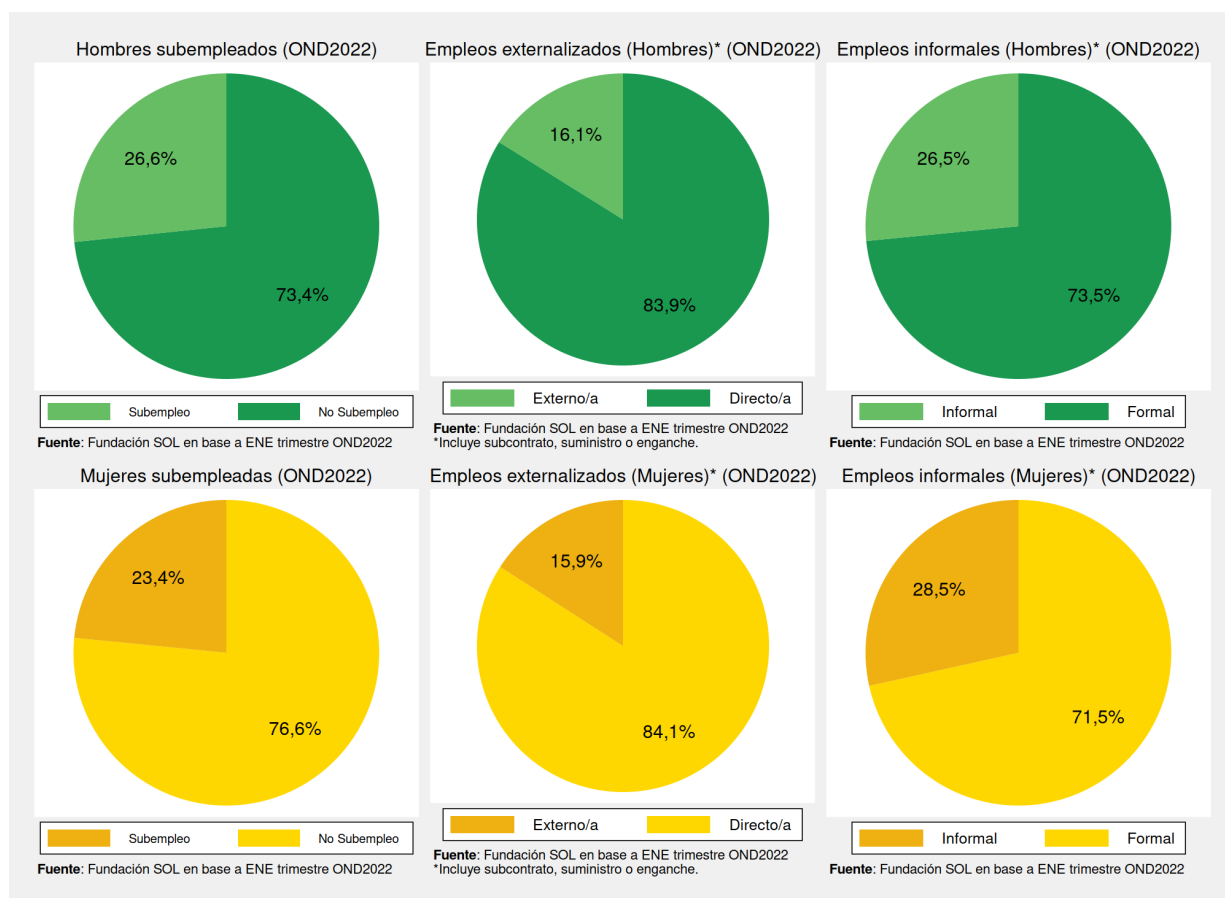 Hombres subempleados (OND2022)
26,6%
73,4%
Subempleo
No Subempleo
Fuente: Fundación SOL en base a ENE trimestre OND2022
Empleos externalizados (Hombres)* (OND2022)
16,1%
83,9%
Externo/a
Directo/a
Fuente: Fundación SOL en base a ENE trimestre OND2022
*Incluye subcontrato, suministro o enganche.
Empleos informales (Hombres)* (OND2022)
26,5%
73,5%
Informal
Formal
Fuente: Fundación SOL en base a ENE trimestre OND2022
Mujeres subempleadas (OND2022)
23,4%
76,6%
Subempleo
No Subempleo
Fuente: Fundación SOL en base a ENE trimestre OND2022
Empleos externalizados (Mujeres)* (OND2022)
15,9%
84,1%
Externo/a
Directo/a
Fuente: Fundación SOL en base a ENE trimestre OND2022
*Incluye subcontrato, suministro o enganche.
Empleos informales (Mujeres)* (OND2022)
28,5%
71,5%
Informal
Formal
Fuente: Fundación SOL en base a ENE trimestre OND2022